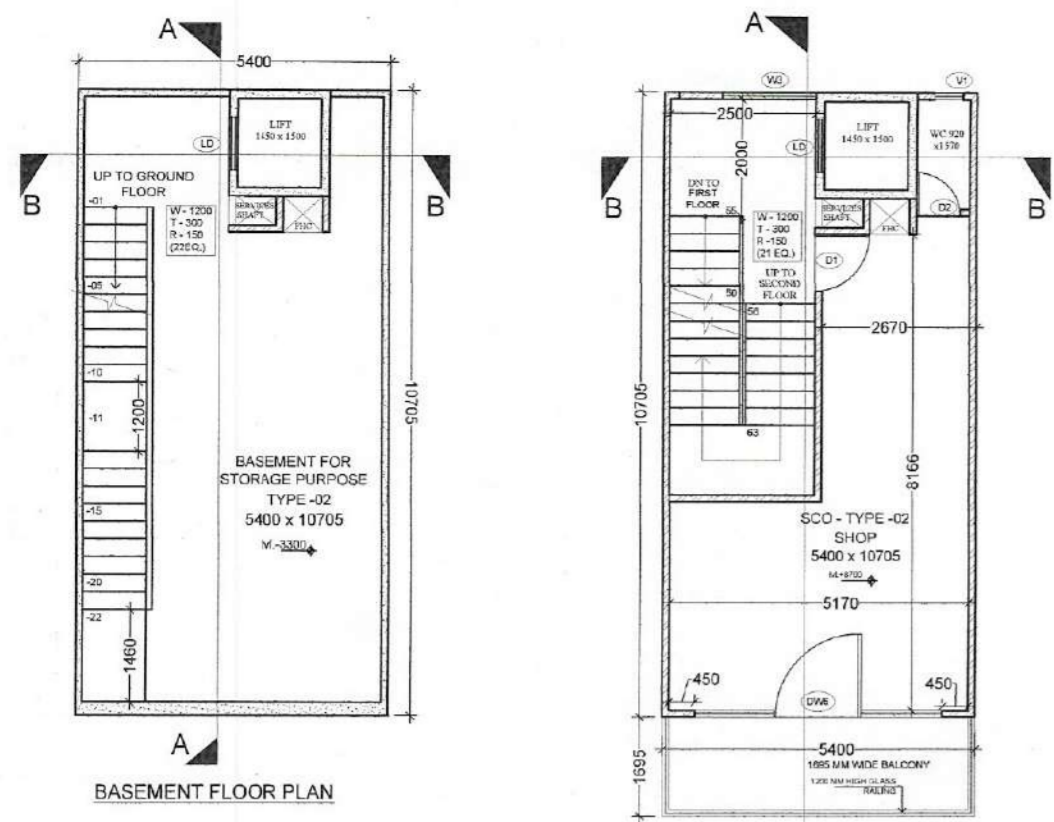 A
5400
LIFT
1450 x 1500
LD
B
B
UP TO GROUND
FLOOR
-01
W - 1200
T - 300
R - 150
(22EQ.)
SERVICES
SHAFT
FHC
-05
-10
1200
-11
10705
BASEMENT FOR
STORAGE PURPOSE
TYPE -02
5400 x 10705
-15
-20
-22
1460
A
BASEMENT FLOOR PLAN
A
W3
V1
2500
LIFT
1450 x 1500
LD
WC 920
x1570
2000
B
B
DN TO
FIRST
FLOOR
55
W - 1200
T - 300
R -150
(21 EQ.)
SERVICES
SHAFT
FHC
D2
D1
UP TO
SECOND
FLOOR
50
56
2670
10705
63
8166
SCO - TYPE -02
SHOP
5400 x 10705
5170
450
450
5400
1695
1695 MM WIDE BALCONY
1200 MM HIGH GLASS
RAILING